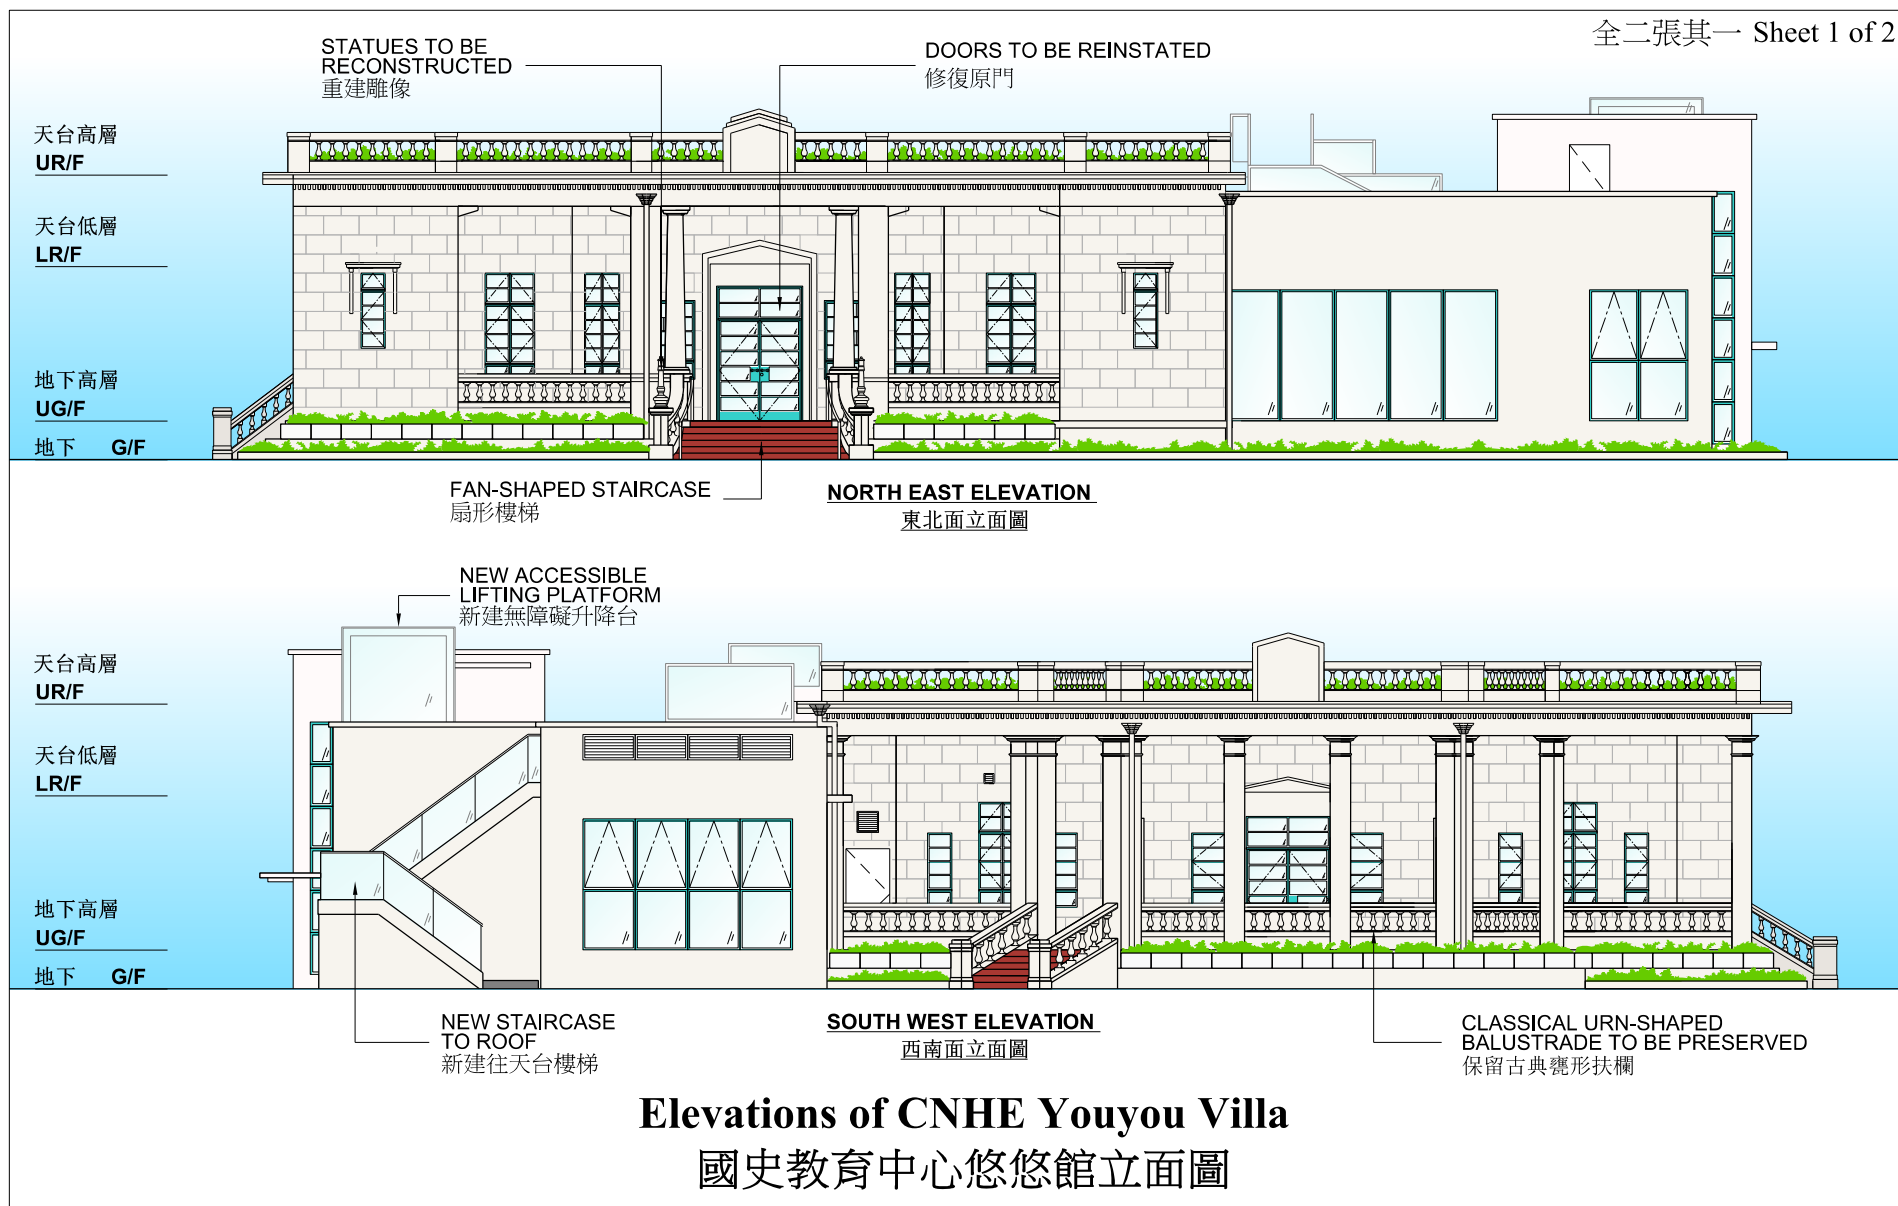 全二張其一 Sheet 1 of 2
STATUES TO BE
RECONSTRUCTED
重建雕像
DOORS TO BE REINSTATED
修復原門
天台高層
UR/F
天台低層
LR/F
地下高層
UG/F
地下 G/F
FAN-SHAPED STAIRCASE
扇形樓梯
NORTH EAST ELEVATION
東北面立面圖
NEW ACCESSIBLE
LIFTING PLATFORM
新建無障礙升降台
天台高層
UR/F
天台低層
LR/F
地下高層
UG/F
地下 G/F
NEW STAIRCASE
TO ROOF
新建往天台樓梯
SOUTH WEST ELEVATION
西南面立面圖
CLASSICAL URN-SHAPED
BALUSTRADE TO BE PRESERVED
保留古典甕形扶欄
Elevations of CNHE Youyou Villa
國史教育中心悠悠館立面圖